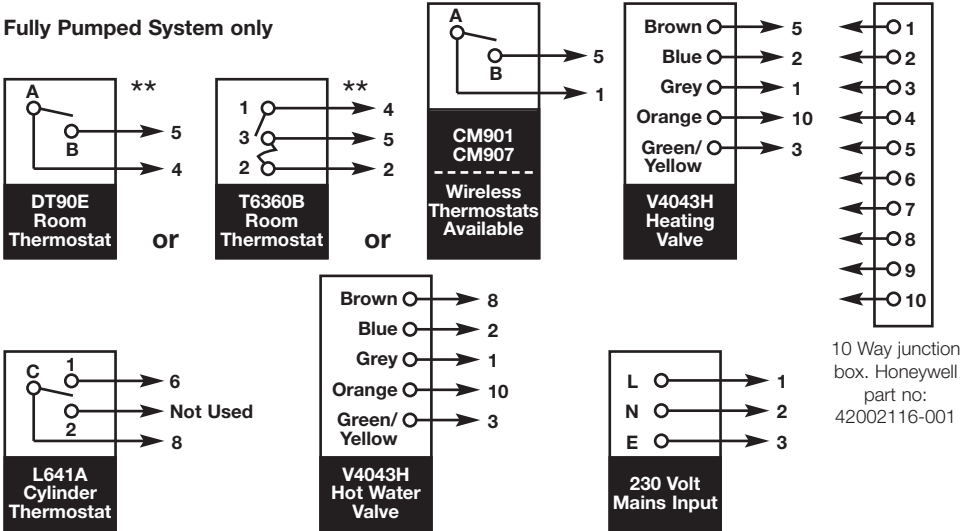 Fully Pumped System only
A
B
**
5
4
DT90E
Room
Thermostat
or
1
3
2
**
4
5
2
T6360B
Room
Thermostat
or
A
B
5
1
CM901
CM907
Wireless
Thermostats
Available
Brown 5
Blue 2
Grey 1
Orange 10
Green/
Yellow 3
V4043H
Heating
Valve
1
2
3
4
5
6
7
8
9
10
10 Way junction
box. Honeywell
part no:
42002116-001
C
1
2
6
Not Used
8
L641A
Cylinder
Thermostat
Brown 8
Blue 2
Grey 1
Orange 10
Green/
Yellow 3
V4043H
Hot Water
Valve
L 1
N 2
E 3
230 Volt
Mains Input